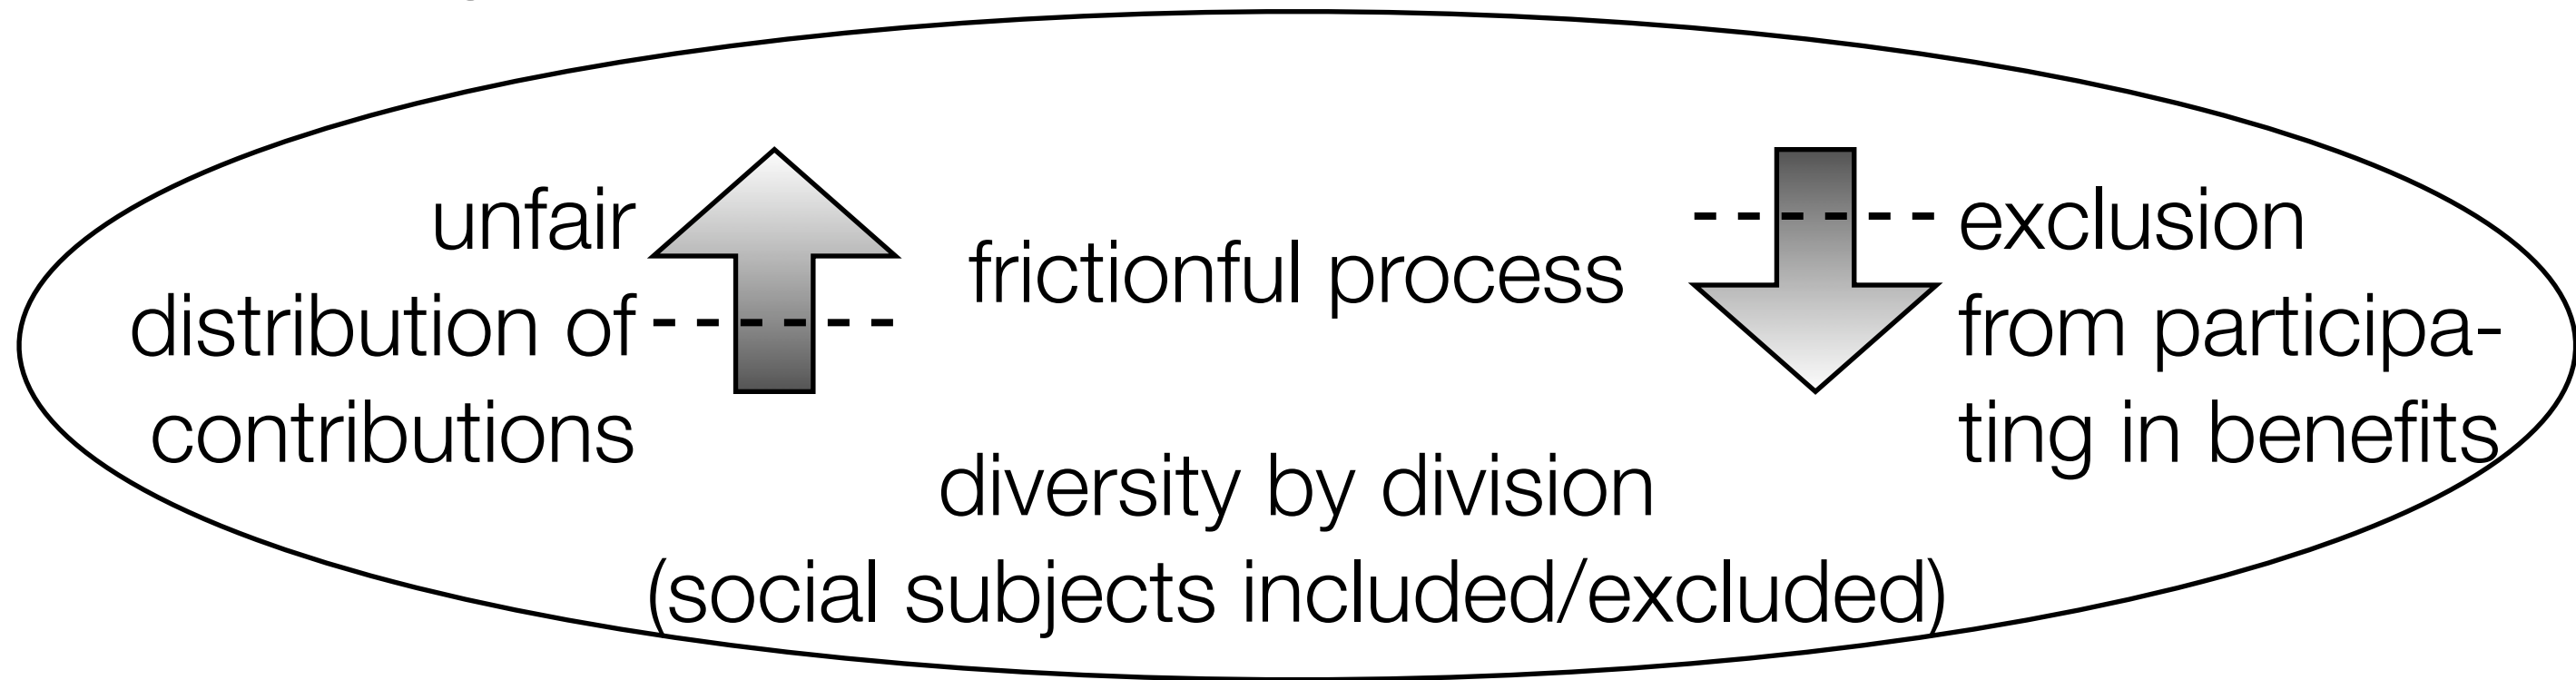 unfair
distribution of
contributions
frictionful process
exclusion
from participa-
ting in benefits
diversity by division
(social subjects included/excluded)